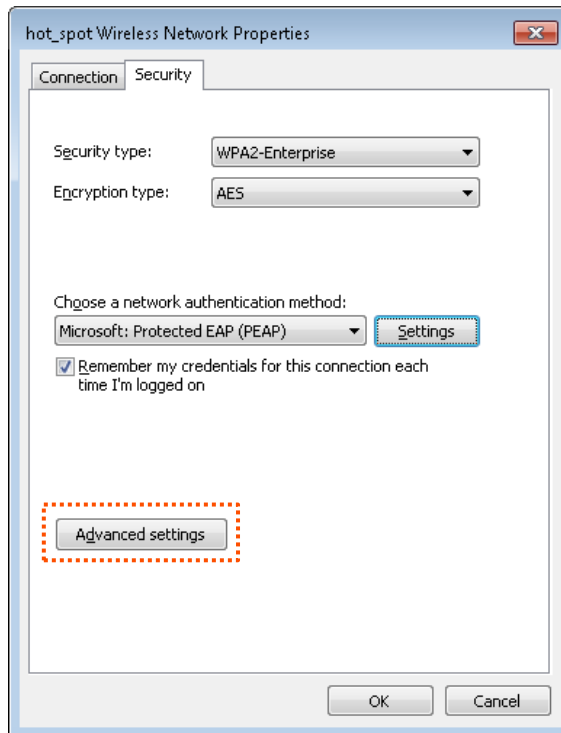 hot_spot Wireless Network Properties
Connection
Security
Security type:
WPA2-Enterprise
Encryption type:
AES
Choose a network authentication method:
Microsoft: Protected EAP (PEAP)
Settings
Remember my credentials for this connection each
time I'm logged on
Advanced settings
OK
Cancel